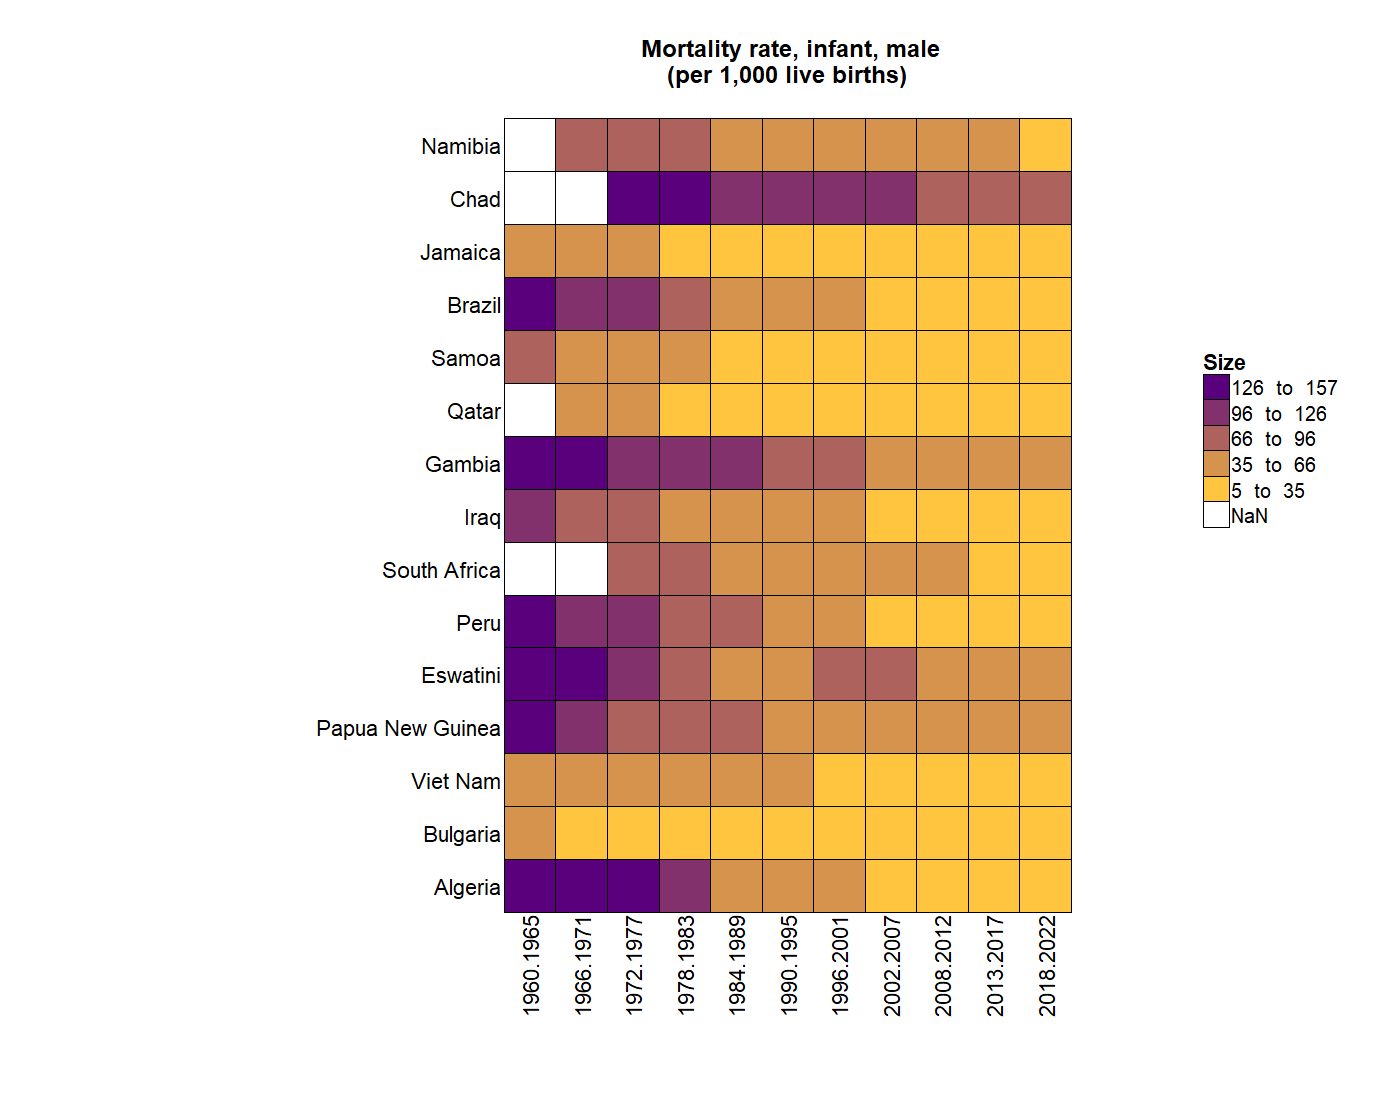 Mortality rate, infant, male
(per 1,000 live births)
Namibia
Chad
Jamaica
Brazil
Samoa
Qatar
Gambia
Iraq
South Africa
Peru
Eswatini
Papua New Guinea
Viet Nam
Bulgaria
Algeria
1960.1965
1966.1971
1972.1977
1978.1983
1984.1989
1990.1995
1996.2001
2002.2007
2008.2012
2013.2017
2018.2022
Size
126 to 157
96 to 126
66 to 96
35 to 66
5 to 35
NaN